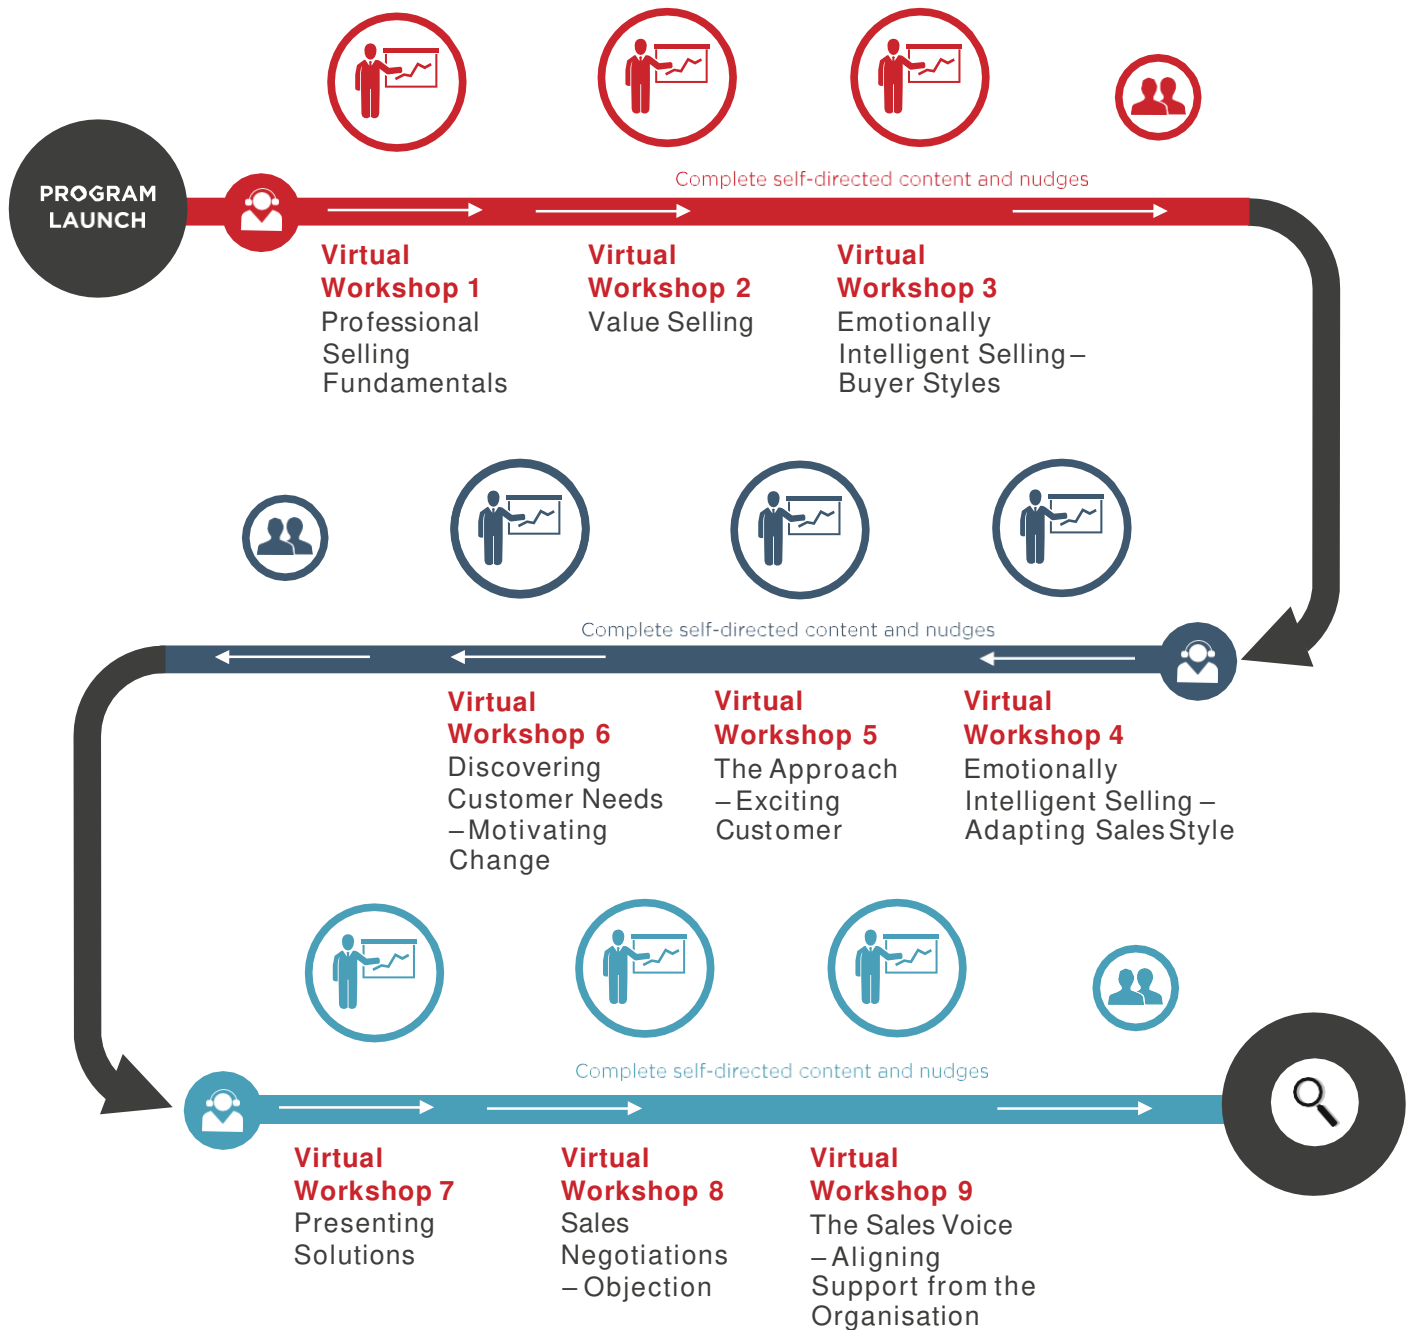 PROGRAM
LAUNCH
Complete self-directed content and nudges
Virtual
Workshop 1
Professional
Selling
Fundamentals
Virtual
Workshop 2
Value Selling
Virtual
Workshop 3
Emotionally
Intelligent Selling –
Buyer Styles
Complete self-directed content and nudges
Virtual
Workshop 6
Discovering
Customer Needs
– Motivating
Change
Virtual
Workshop 5
The Approach
– Exciting
Customer
Virtual
Workshop 4
Emotionally
Intelligent Selling –
Adapting Sales Style
Complete self-directed content and nudges
Virtual
Workshop 7
Presenting
Solutions
Virtual
Workshop 8
Sales
Negotiations
– Objection
Virtual
Workshop 9
The Sales Voice
– Aligning
Support from the
Organisation